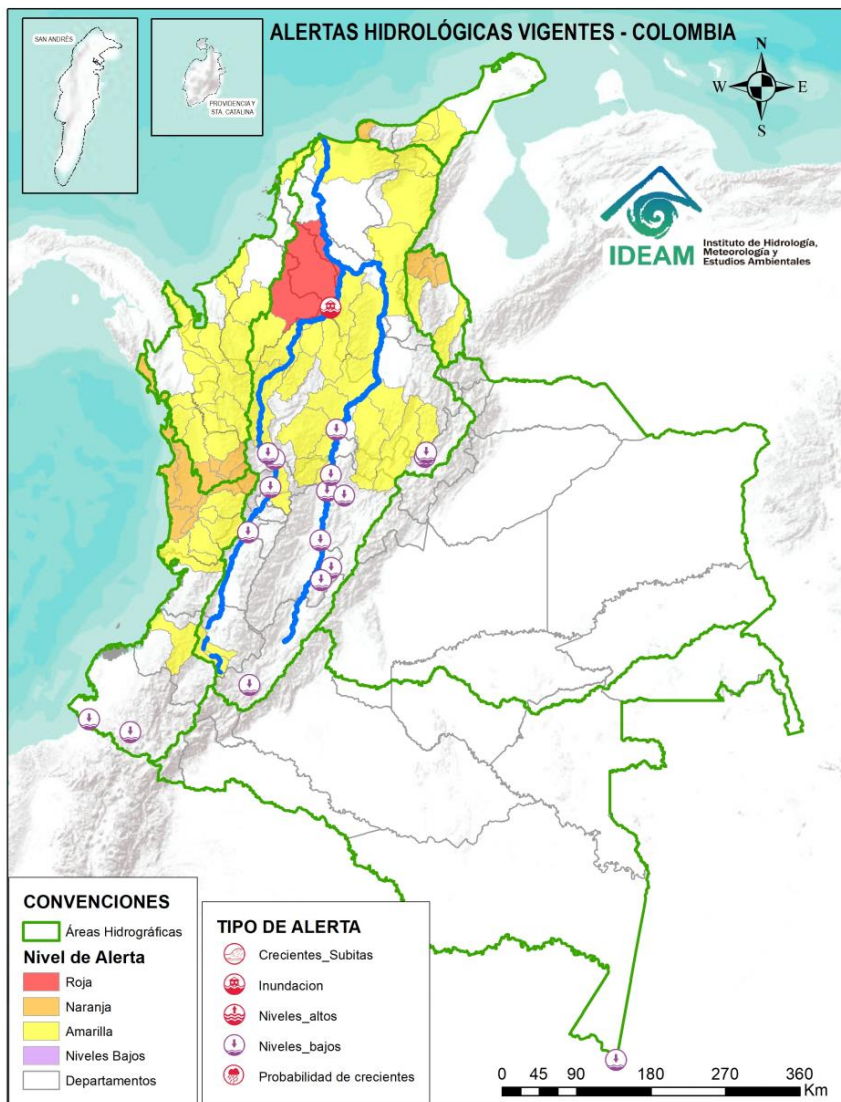 ALERTAS HIDROLÓGICAS VIGENTES - COLOMBIA
SAN ANDRÉS
PROVIDENCIA Y
STA. CATALINA
N
W
E
S
IDEAM
Instituto de Hidrología,
Meteorología y
Estudios Ambientales
CONVENCIONES
Áreas Hidrográficas
Nivel de Alerta
Roja
Naranja
Amarilla
Niveles Bajos
Departamentos
TIPO DE ALERTA
Crecientes_Subitas
Inundacion
Niveles_altos
Niveles_bajos
Probabilidad de crecientes
0 45 90 180 270 360
Km